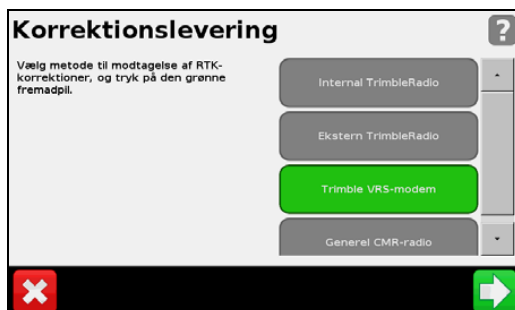 Korrektionslevering
?
Vælg metode til modtagelse af RTK-
korrektioner, og tryk på den grønne
fremadpil.
Internal TrimbleRadio
Ekstern TrimbleRadio
Trimble VRS-modem
Generel CMR-radio